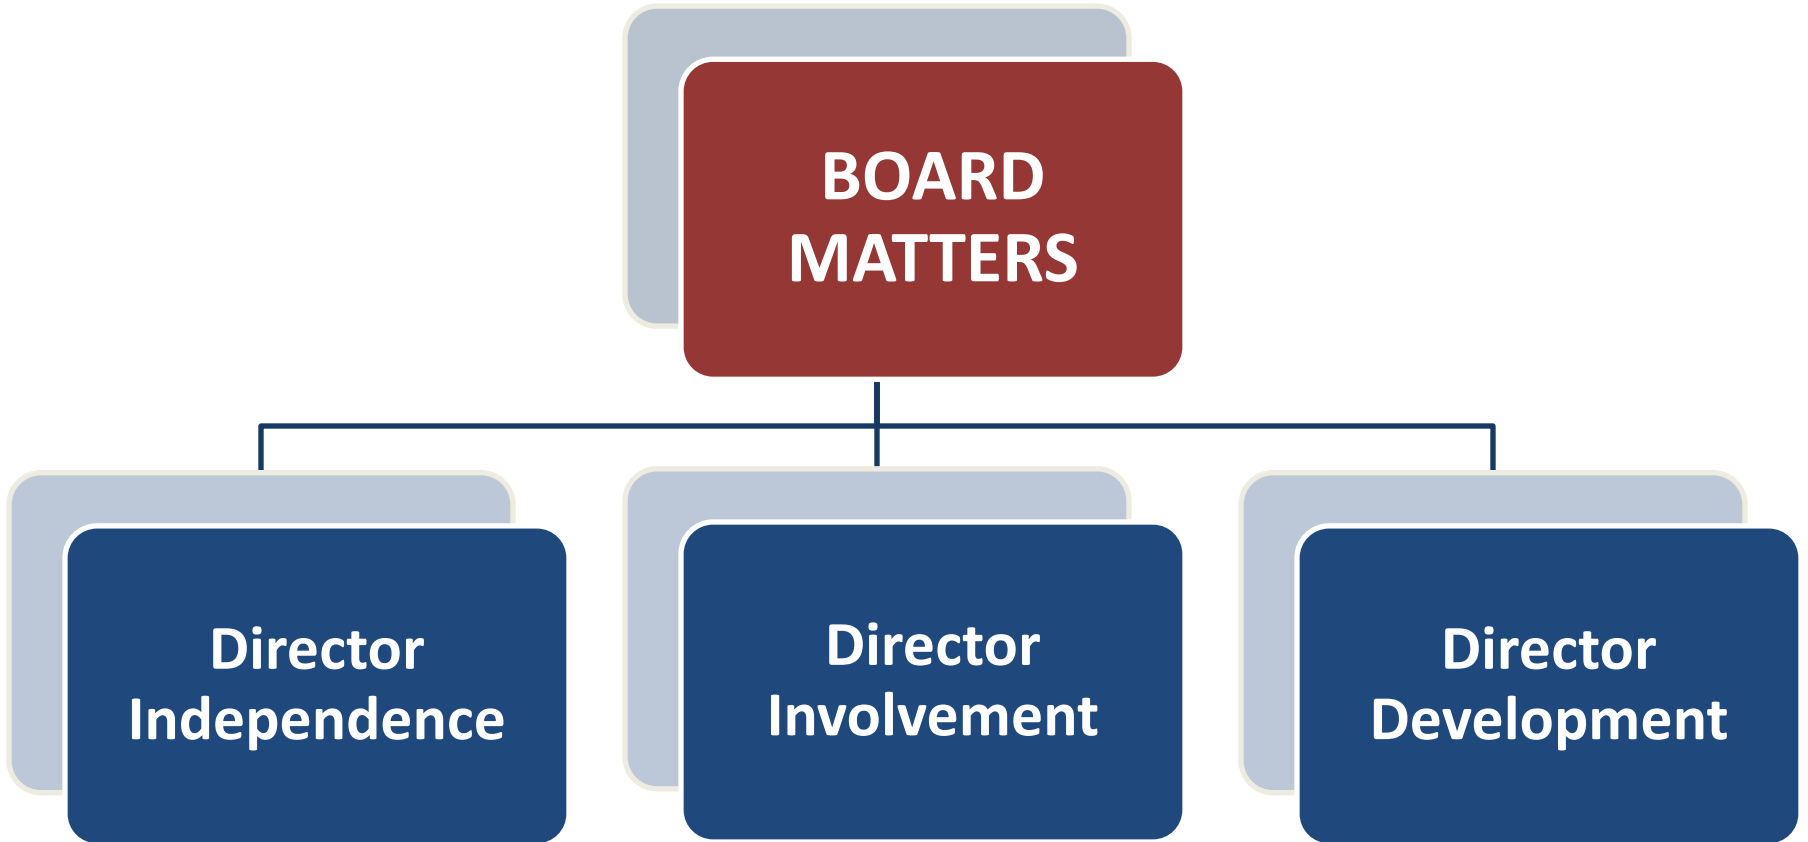 BOARD
MATTERS
Director
Independence
Director
Involvement
Director
Development